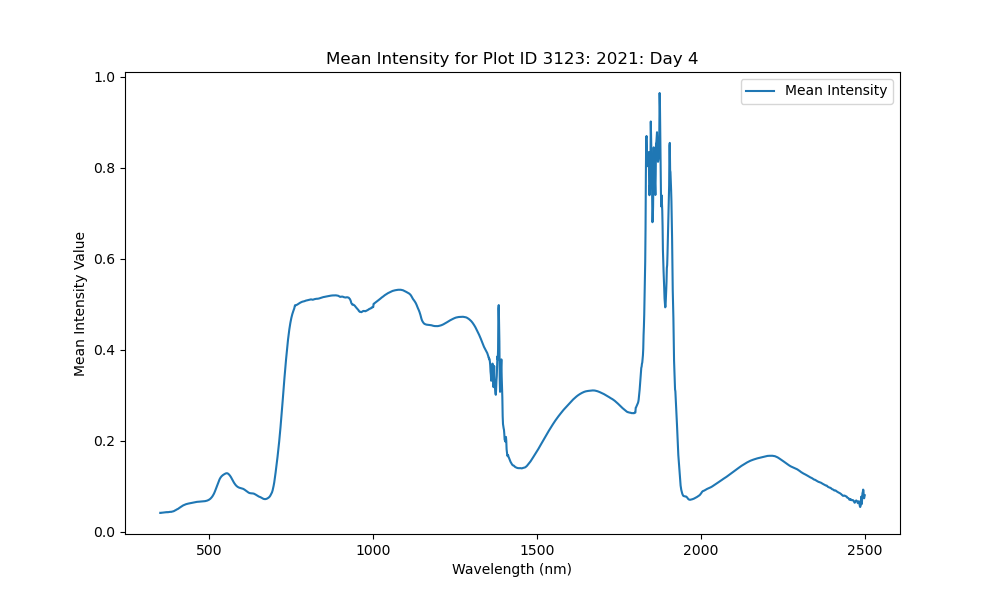 Mean Intensity for Plot ID 3123: 2021: Day 4
Mean Intensity
Mean Intensity Value
1.0
0.8
0.6
0.4
0.2
0.0
500 1000 1500 2000 2500
Wavelength (nm)